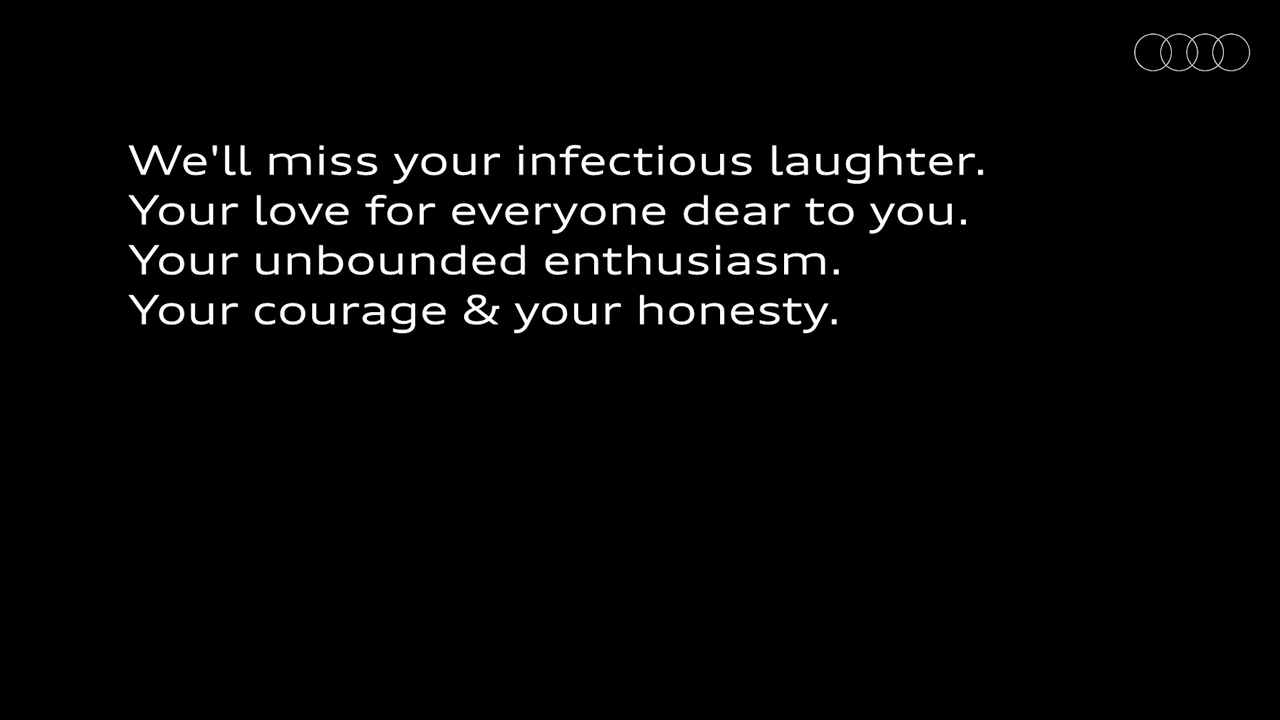 We'll miss your infectious laughter.
Your love for everyone dear to you.
Your unbounded enthusiasm.
Your courage & your honesty.